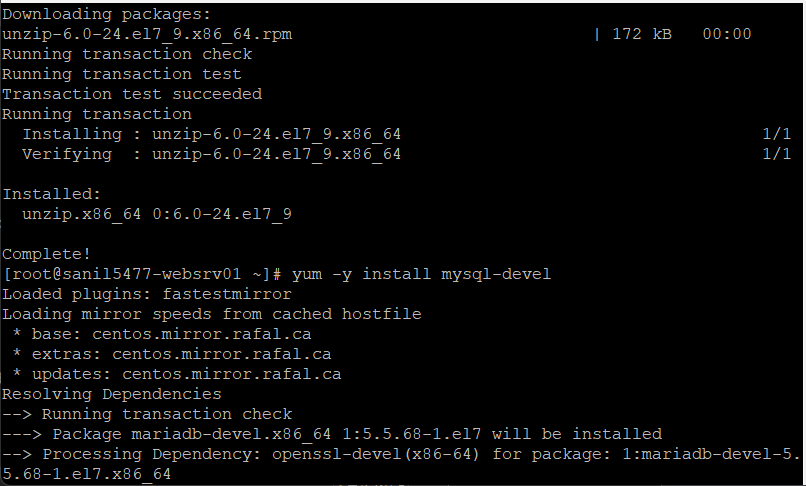 Downloading packages:
unzip-6.0-24.el7_9.x86_64.rpm | 172 kB 00:00
Running transaction check
Running transaction test
Transaction test succeeded
Running transaction
Installing : unzip-6.0-24.el7_9.x86_64 1/1
Verifying : unzip-6.0-24.el7_9.x86_64 1/1
Installed:
unzip.x86_64 0:6.0-24.el7_9
Complete!
[root@sanil5477-websrv01 ~]# yum -y install mysql-devel
Loaded plugins: fastestmirror
Loading mirror speeds from cached hostfile
* base: centos.mirror.rafal.ca
* extras: centos.mirror.rafal.ca
* updates: centos.mirror.rafal.ca
Resolving Dependencies
--> Running transaction check
---> Package mariadb-devel.x86_64 1:5.5.68-1.el7 will be installed
--> Processing Dependency: openssl-devel(x86-64) for package: 1:mariadb-devel-5.
5.68-1.el7.x86_64